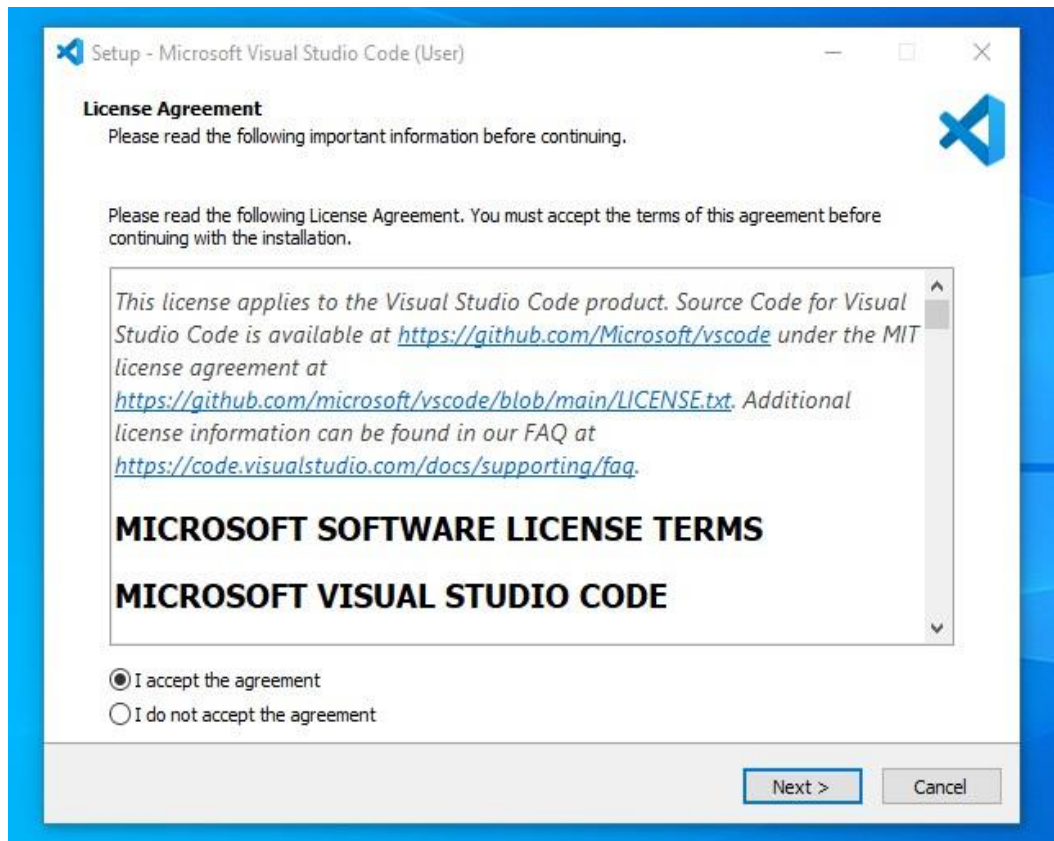 Setup - Microsoft Visual Studio Code (User)
License Agreement
Please read the following important information before continuing.
Please read the following License Agreement. You must accept the terms of this agreement before
continuing with the installation.
This license applies to the Visual Studio Code product. Source Code for Visual
Studio Code is available at https://github.com/Microsoft/vscode under the MIT
license agreement at
https://github.com/microsoft/vscode/blob/main/LICENSE.txt. Additional
license information can be found in our FAQ at
https://code.visualstudio.com/docs/supporting/faq.
MICROSOFT SOFTWARE LICENSE TERMS
MICROSOFT VISUAL STUDIO CODE
I accept the agreement
I do not accept the agreement
Next >
Cancel